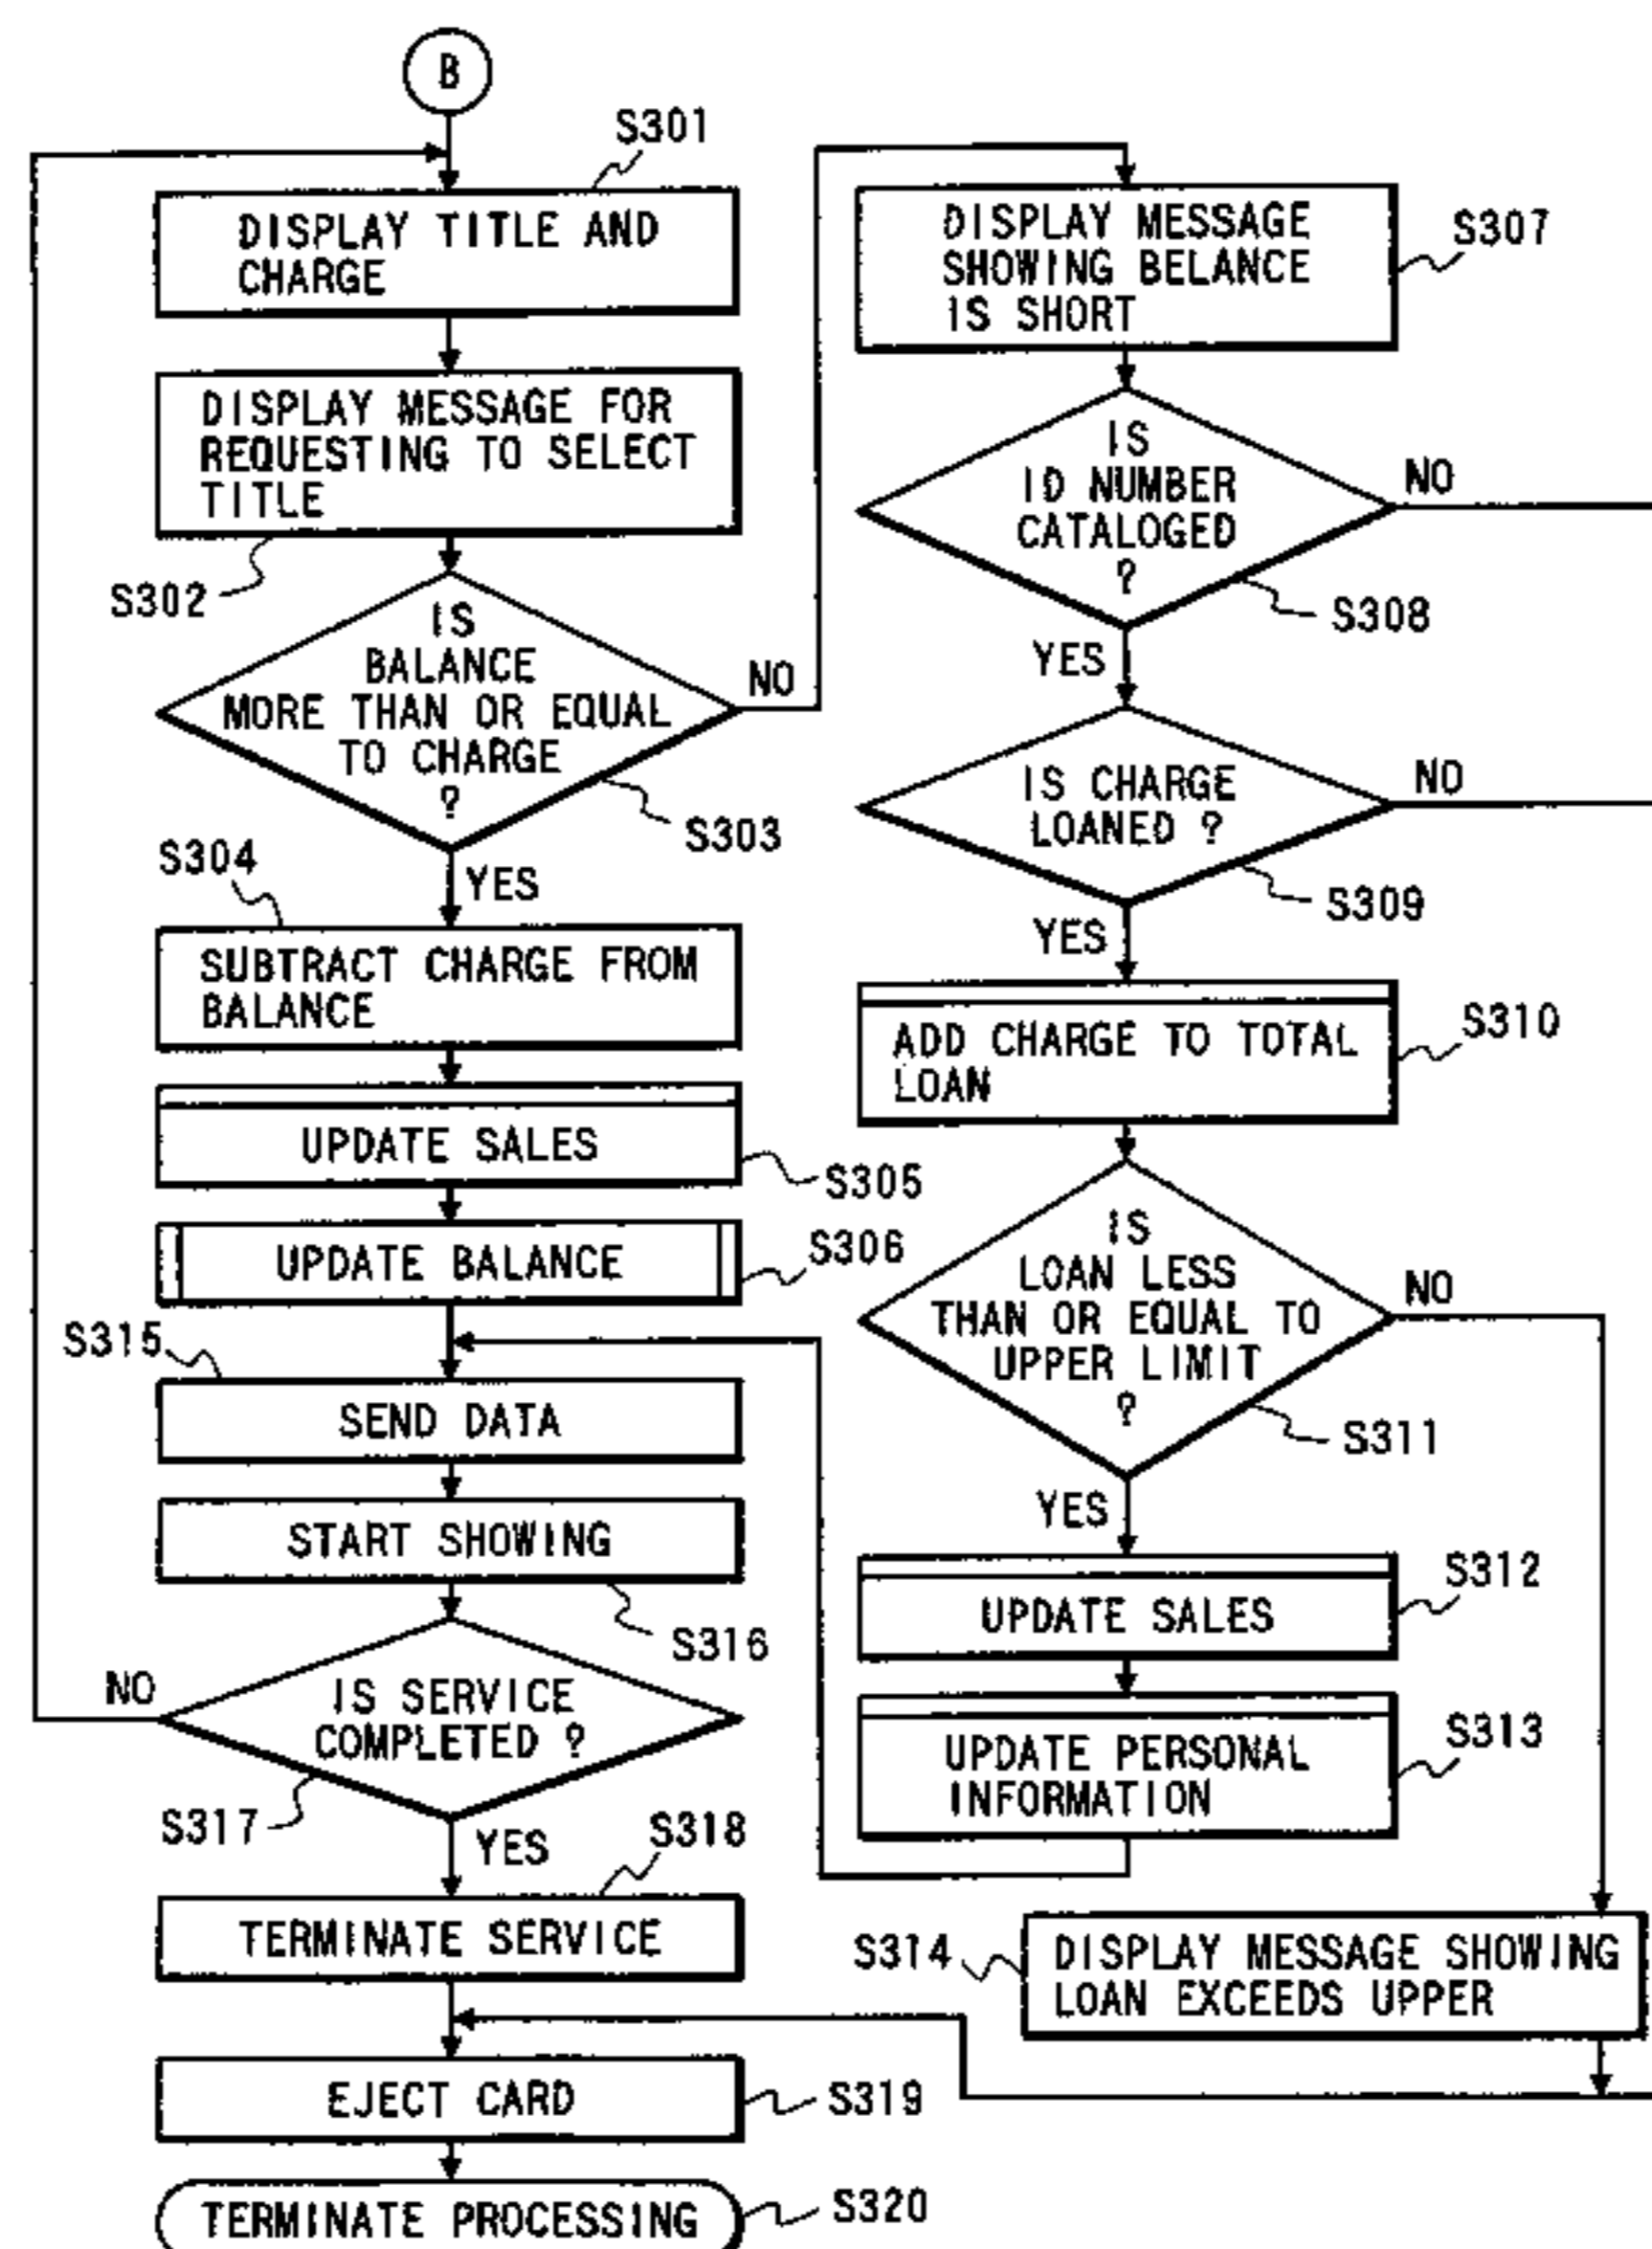 B
S301
DISPLAY TITLE AND
CHARGE
DISPLAY MESSAGE FOR
REQUESTING TO SELECT
TITLE
S302
IS
BALANCE
MORE THAN OR EQUAL
TO CHARGE
?
NO
S303
YES
S304
SUBTRACT CHARGE FROM
BALANCE
UPDATE SALES
S305
UPDATE BALANCE
S306
S315
SEND DATA
START SHOWING
S316
IS SERVICE
COMPLETED ?
NO
S317
YES
S318
TERMINATE SERVICE
EJECT CARD
S319
TERMINATE PROCESSING
S320
DISPLAY MESSAGE
SHOWING BELANCE
IS SHORT
S307
IS
ID NUMBER
CATALOGED
?
NO
S308
YES
IS CHARGE
LOANED ?
NO
S309
YES
ADD CHARGE TO TOTAL
LOAN
S310
IS
LOAN LESS
THAN OR EQUAL TO
UPPER LIMIT
?
NO
S311
YES
UPDATE SALES
S312
UPDATE PERSONAL
INFORMATION
S313
S314
DISPLAY MESSAGE SHOWING
LOAN EXCEEDS UPPER